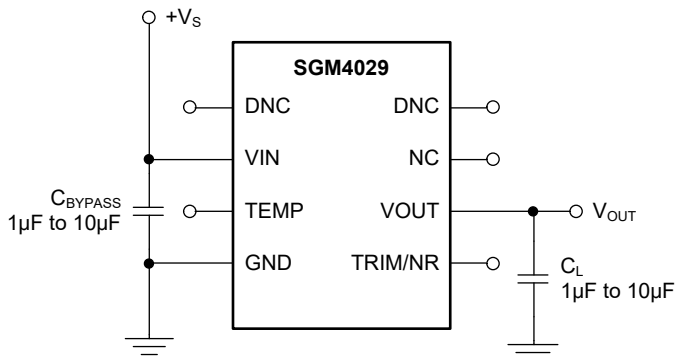 +VS
SGM4029
DNC
DNC
VIN
NC
CBYPASS
1µF to 10µF
TEMP
VOUT
VOUT
GND
TRIM/NR
CL
1µF to 10µF